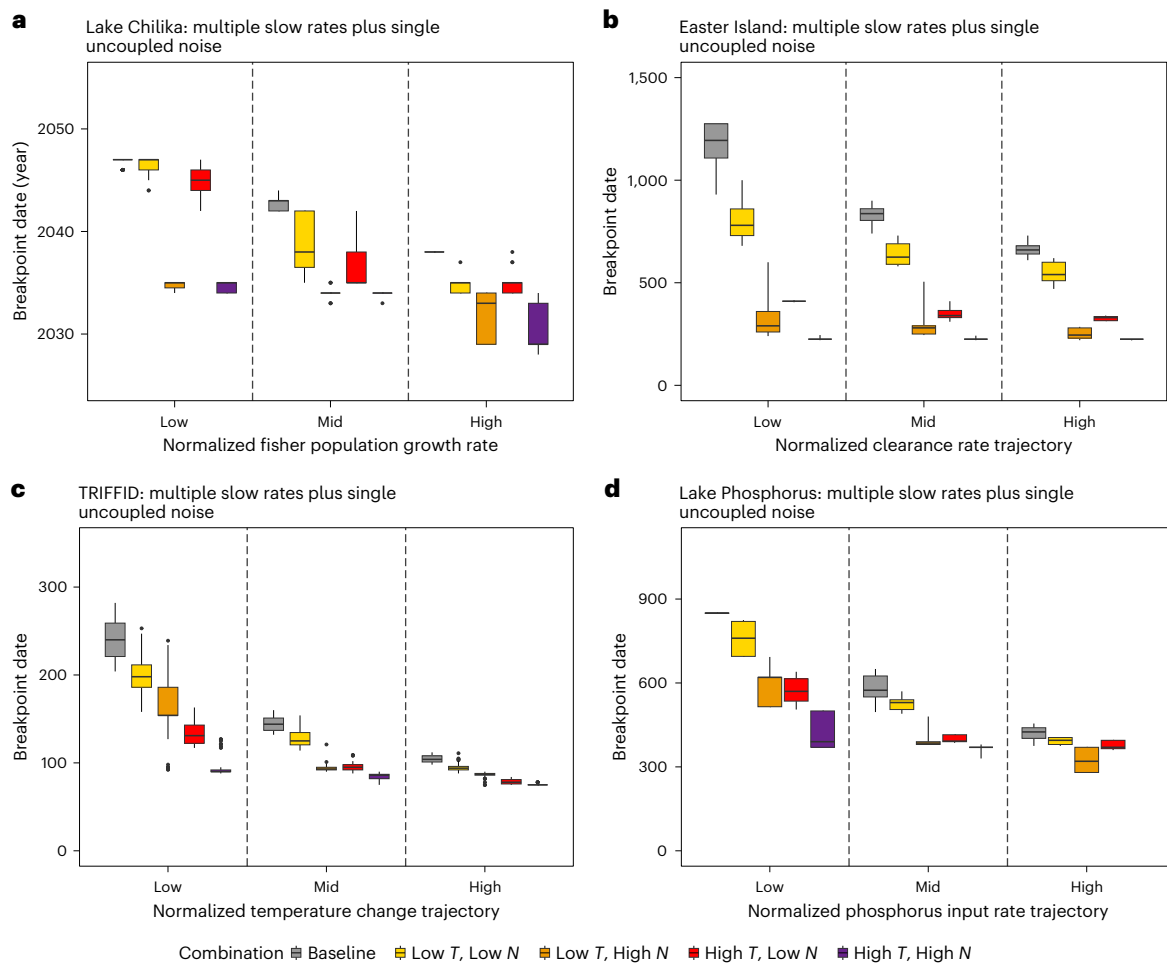 a
Lake Chilika: multiple slow rates plus single
uncoupled noise
Breakpoint date (year)
2050
2040
2030
Low
Mid
High
Normalized fisher population growth rate
b
Easter Island: multiple slow rates plus single
uncoupled noise
Breakpoint date
1,500
1,000
500
0
Low
Mid
High
Normalized clearance rate trajectory
c
TRIFFID: multiple slow rates plus single
uncoupled noise
Breakpoint date
300
200
100
0
Low
Mid
High
Normalized temperature change trajectory
d
Lake Phosphorus: multiple slow rates plus single
uncoupled noise
Breakpoint date
900
600
300
0
Low
Mid
High
Normalized phosphorus input rate trajectory
Combination Baseline Low T, Low N Low T, High N High T, Low N High T, High N